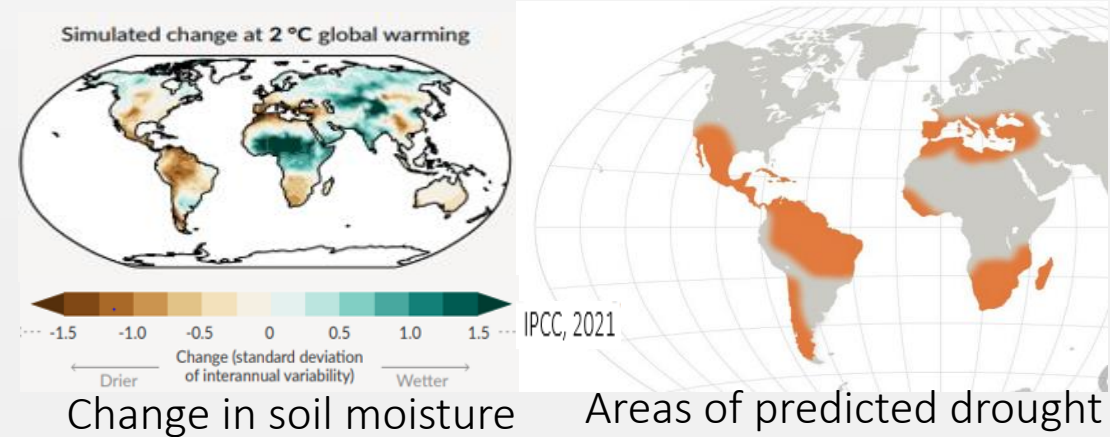 Simulated change at 2 °C global warming
-1.5 -1.0 -0.5 0 0.5 1.0 1.5
Change (standard deviation
of interannual variability)
Drier
Wetter
IPCC, 2021
Change in soil moisture
Areas of predicted drought